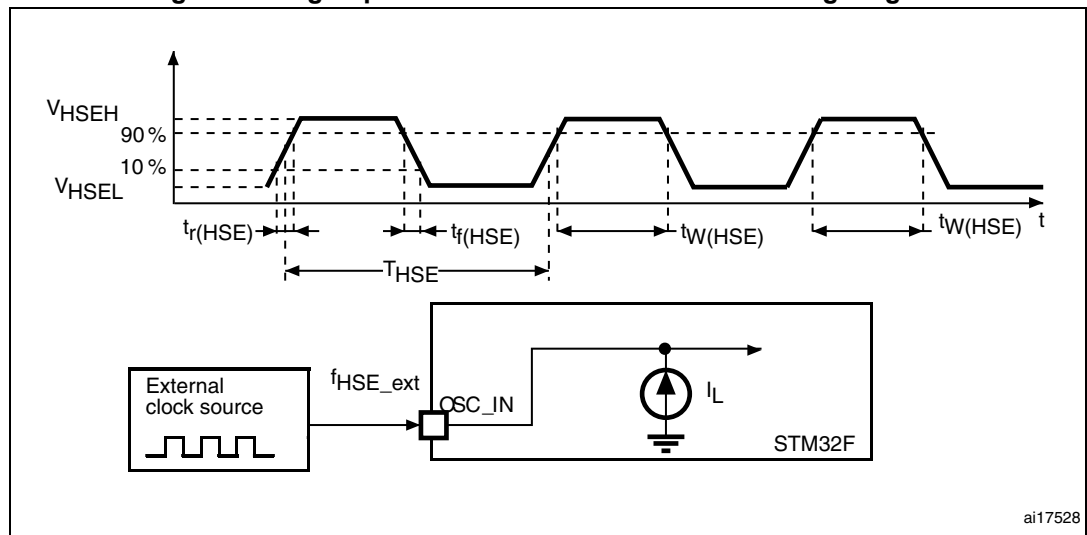 V_HSEH
90 %
10 %
V_HSEL
t_r(HSE)
t_f(HSE)
t_W(HSE)
t_W(HSE)
t
T_HSE
External
clock source
f_HSE_ext
OSC_IN
I_L
STM32F
ai17528